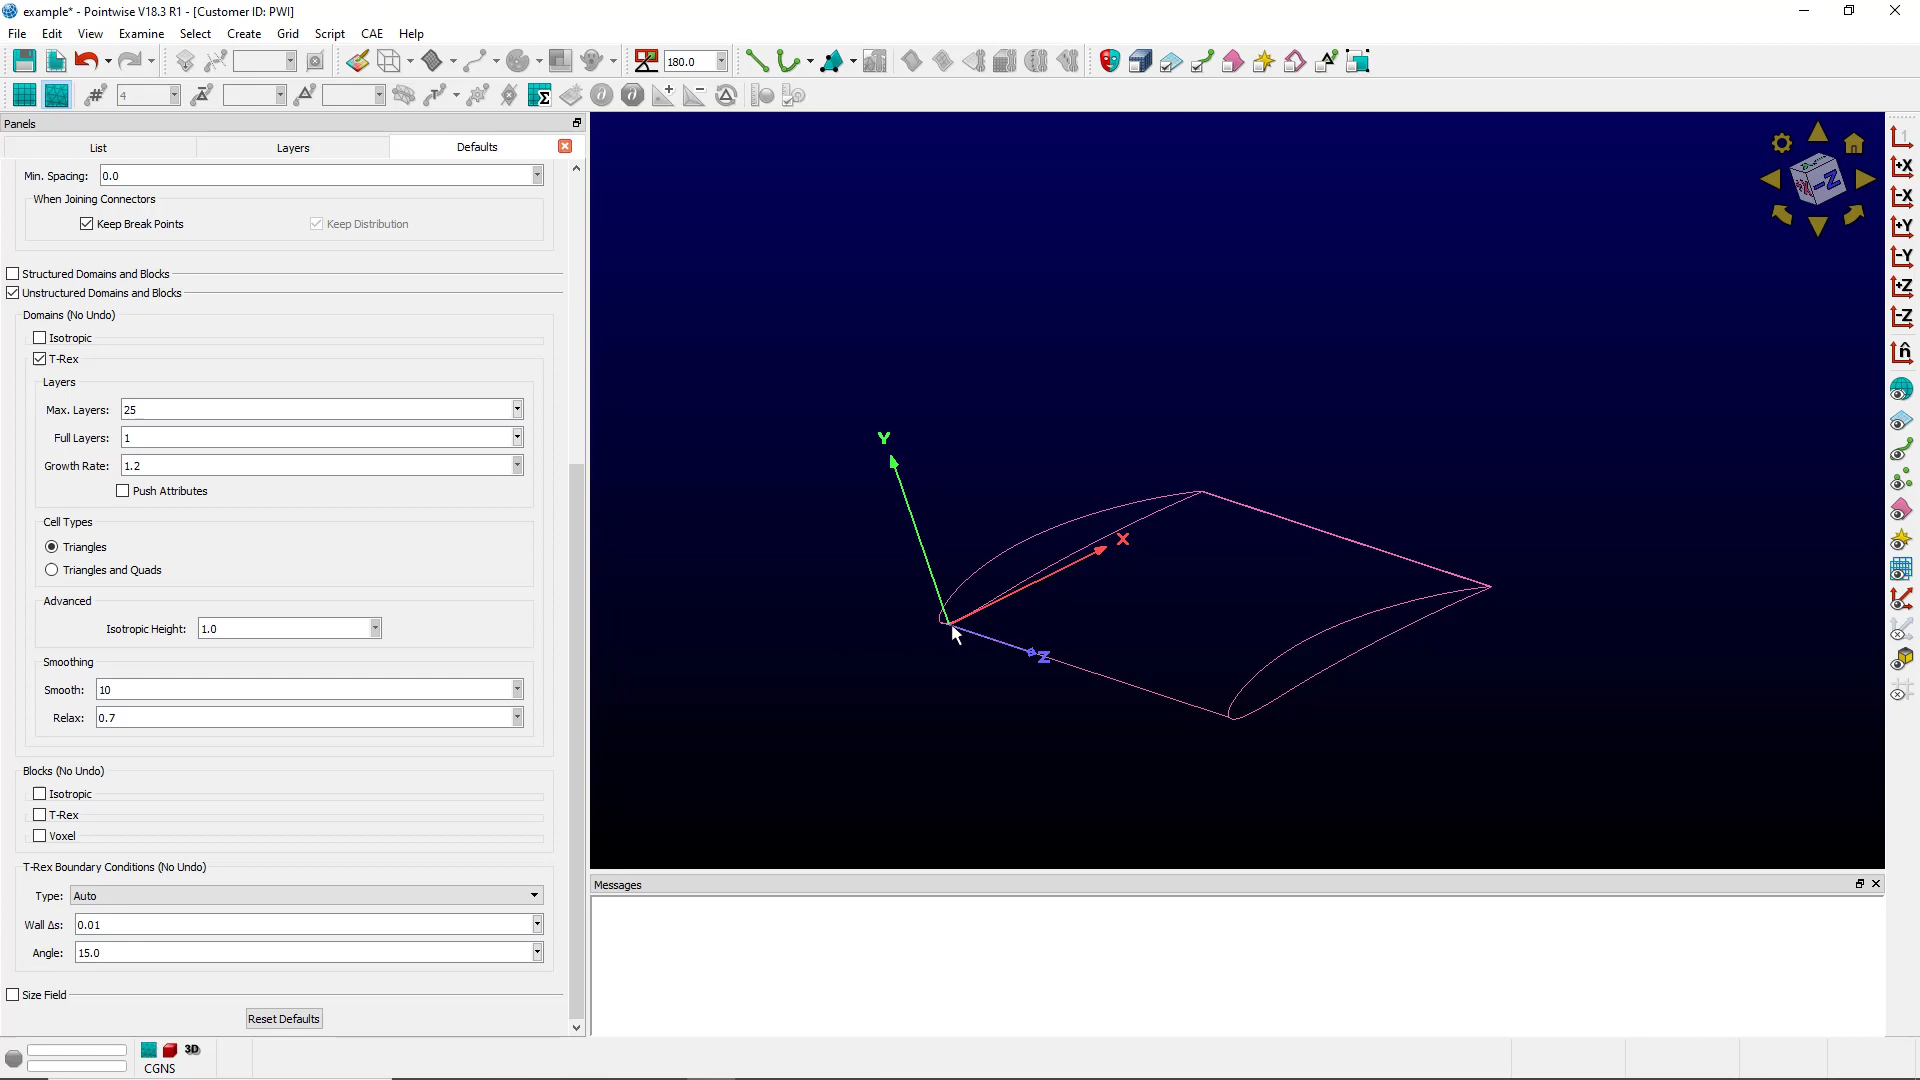 example* - Pointwise V18.3 R1 - [Customer ID: PWI]
File Edit View Examine Select Create Grid Script CAE Help
180.0
4
Panels
List Layers Defaults
Min. Spacing: 0.0
When Joining Connectors
Keep Break Points Keep Distribution
Structured Domains and Blocks
Unstructured Domains and Blocks
Domains (No Undo)
Isotropic
T-Rex
Layers
Max. Layers: 25
Full Layers: 1
Growth Rate: 1.2
Push Attributes
Cell Types
Triangles
Triangles and Quads
Advanced
Isotropic Height: 1.0
Smoothing
Smooth: 10
Relax: 0.7
Blocks (No Undo)
Isotropic
T-Rex
Voxel
T-Rex Boundary Conditions (No Undo)
Type: Auto
Wall Δs: 0.01
Angle: 15.0
Size Field
Reset Defaults
Y
X
Z
-Z
+X
-X
+Y
-Y
+Z
-Z
n̂
Messages
3D
CGNS